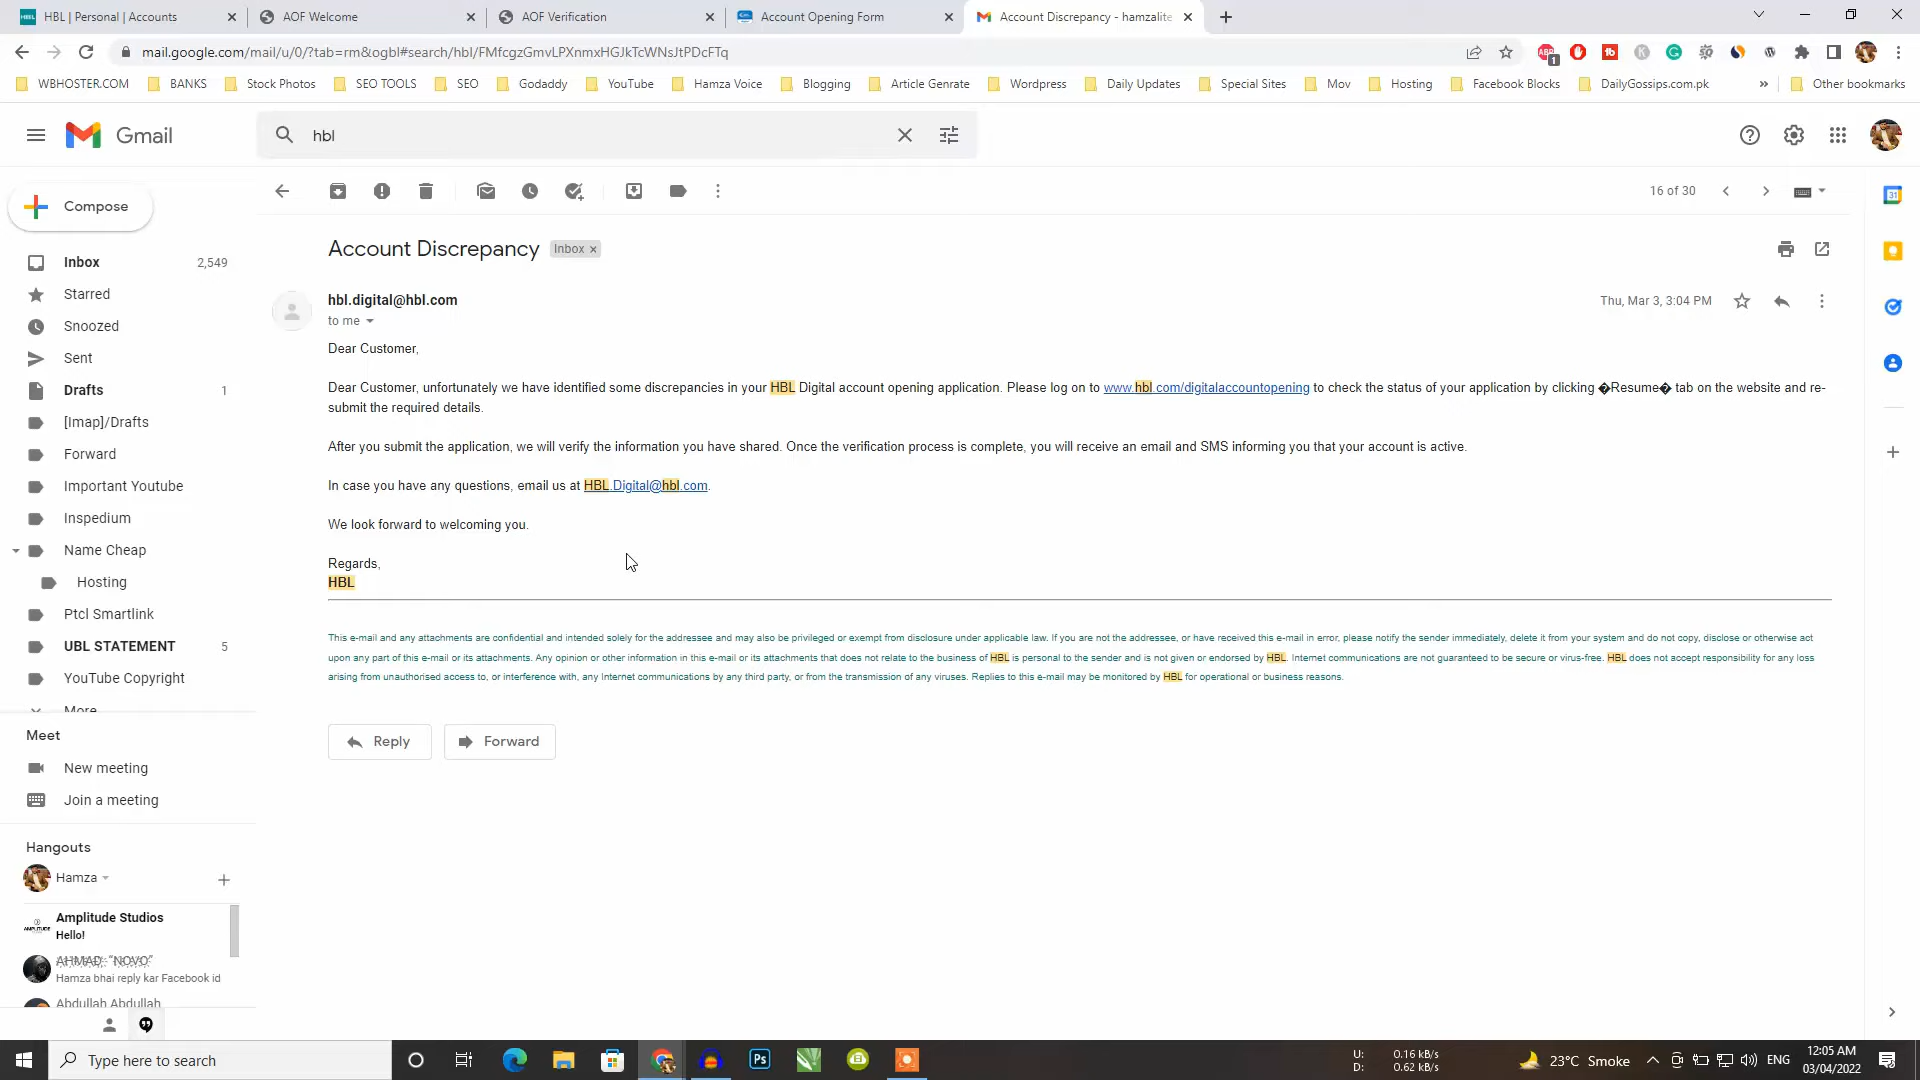 HBL | Personal | Accounts
AOF Welcome
AOF Verification
Account Opening Form
Account Discrepancy - hamzalite
mail.google.com/mail/u/0/?tab=rm&ogbl#search/hbl/FMfcgzGmvLPXnmxHGJkTcWNsJtPDcFTq
1
WBHOSTER.COM
BANKS
Stock Photos
SEO TOOLS
SEO
Godaddy
YouTube
Hamza Voice
Blogging
Article Genrate
Wordpress
Daily Updates
Special Sites
Mov
Hosting
Facebook Blocks
DailyGossips.com.pk
»
Other bookmarks
Gmail
hbl
Compose
16 of 30
Inbox 2,549
Starred
Snoozed
Sent
Drafts 1
[Imap]/Drafts
Forward
Important Youtube
Inspedium
Name Cheap
Hosting
Ptcl Smartlink
UBL STATEMENT 5
YouTube Copyright
More
Meet
New meeting
Join a meeting
Hangouts
Hamza
Amplitude Studios
Hello!
AHMAD "NOVO"
Hamza bhai reply kar Facebook id
Abdullah Abdullah
Account Discrepancy Inbox x
hbl.digital@hbl.com
Thu, Mar 3, 3:04 PM
to me
Dear Customer,
Dear Customer, unfortunately we have identified some discrepancies in your HBL Digital account opening application. Please log on to www.hbl.com/digitalaccountopening to check the status of your application by clicking �Resume� tab on the website and re-
submit the required details.
After you submit the application, we will verify the information you have shared. Once the verification process is complete, you will receive an email and SMS informing you that your account is active.
In case you have any questions, email us at HBL.Digital@hbl.com.
We look forward to welcoming you.
Regards,
HBL
This e-mail and any attachments are confidential and intended solely for the addressee and may also be privileged or exempt from disclosure under applicable law. If you are not the addressee, or have received this e-mail in error, please notify the sender immediately, delete it from your system and do not copy, disclose or otherwise act
upon any part of this e-mail or its attachments. Any opinion or other information in this e-mail or its attachments that does not relate to the business of HBL is personal to the sender and is not given or endorsed by HBL. Internet communications are not guaranteed to be secure or virus-free. HBL does not accept responsibility for any loss
arising from unauthorised access to, or interference with, any Internet communications by any third party, or from the transmission of any viruses. Replies to this e-mail may be monitored by HBL for operational or business reasons.
Reply
Forward
31
Type here to search
Ps
U: 0.16 kB/s
D: 0.62 kB/s
23°C Smoke
ENG
12:05 AM
03/04/2022